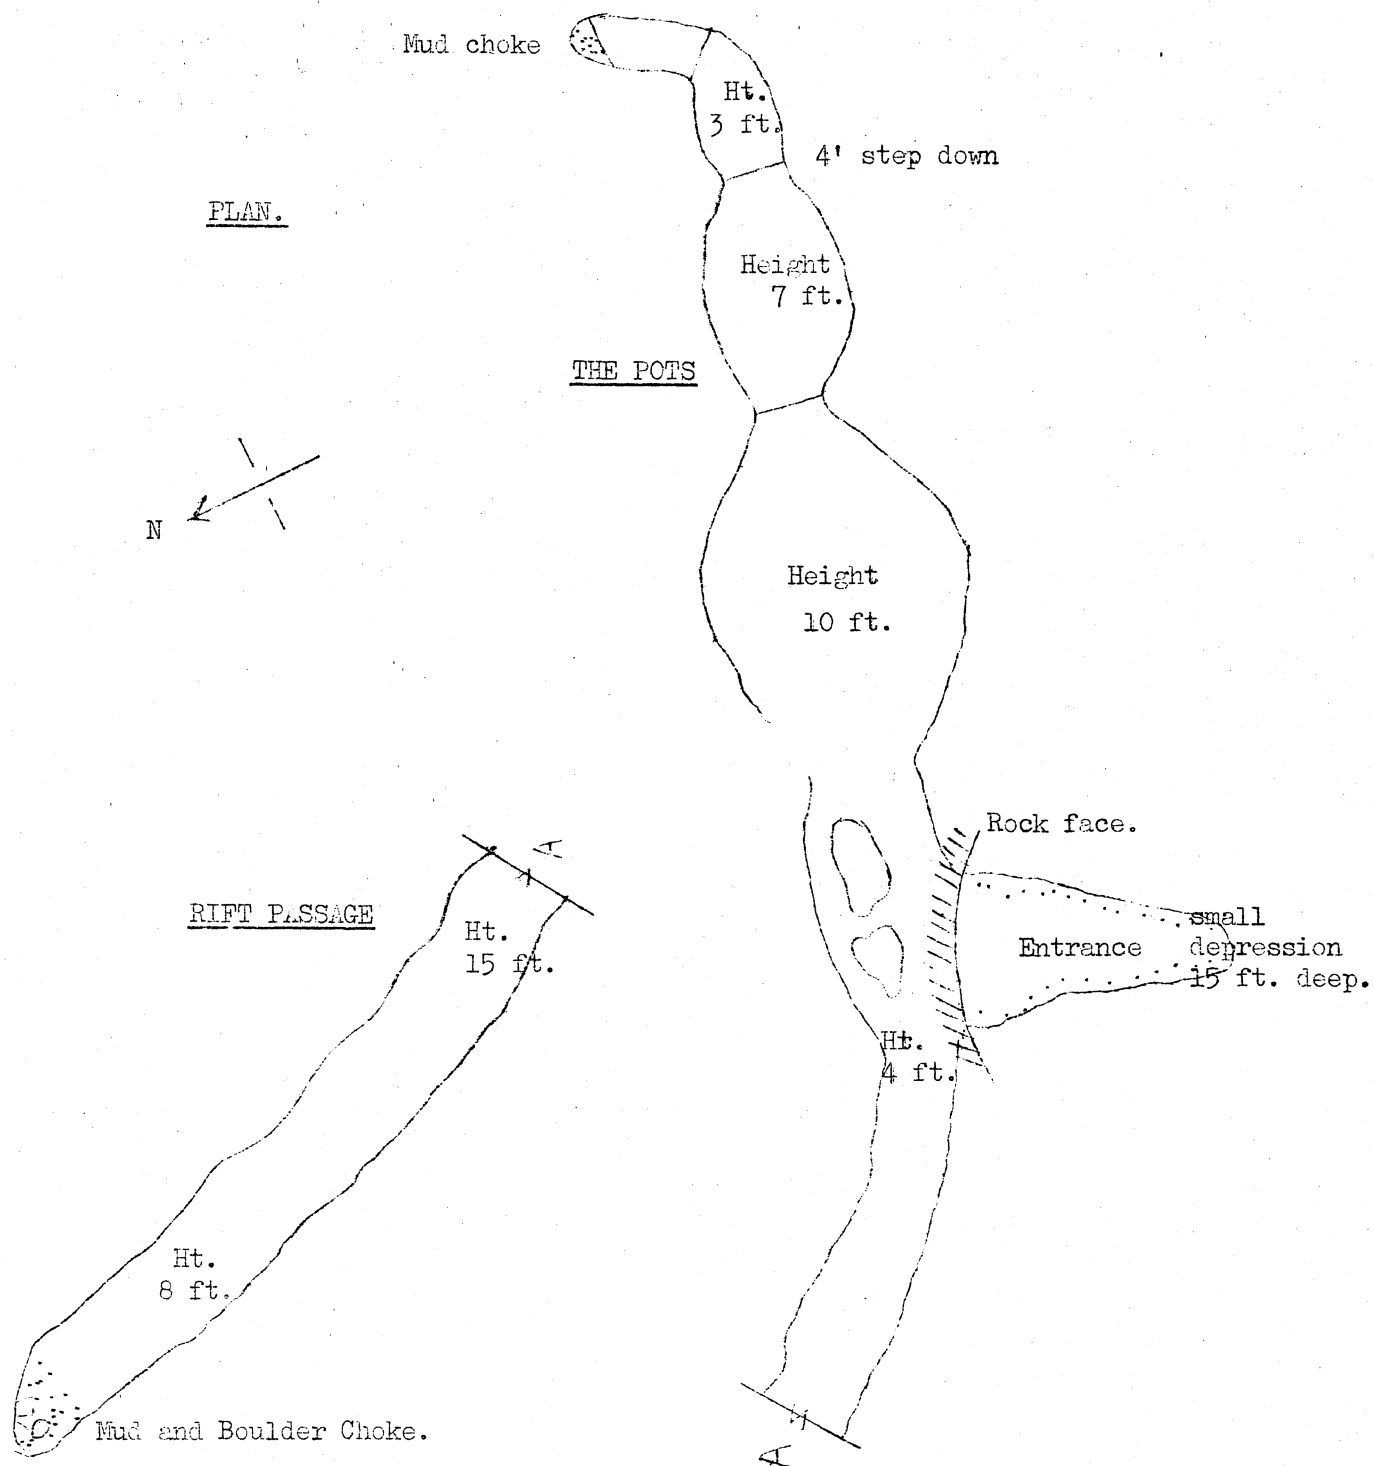 Mud choke
Ht.
3 ft.
4' step down
PLAN.
Height
7 ft.
THE POTS
N
Height
10 ft.
Rock face.
A
RIFT PASSAGE
Ht.
15 ft.
Entrance
small
depression
15 ft. deep.
Ht.
4 ft.
Ht.
8 ft.
Mud and Boulder Choke.
A